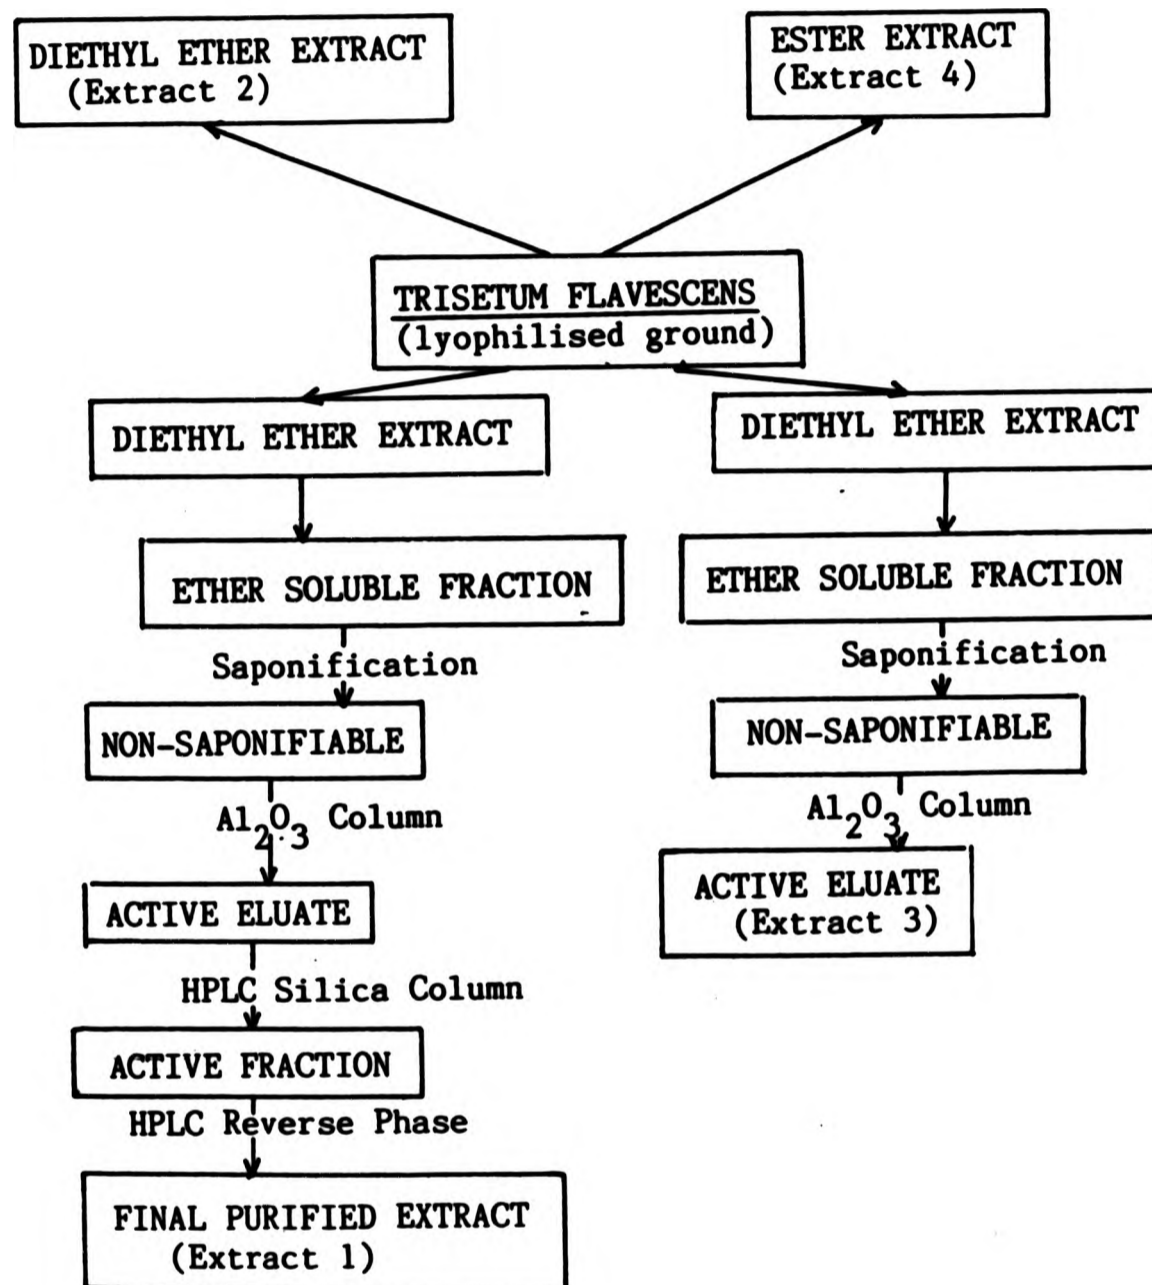 DIETHYL ETHER EXTRACT
(Extract 2)
ESTER EXTRACT
(Extract 4)
TRISETUM FLAVESCENS
(lyophilised ground)
DIETHYL ETHER EXTRACT
ETHER SOLUBLE FRACTION
Saponification
NON-SAPONIFIABLE
Al2O3 Column
ACTIVE ELUATE
HPLC Silica Column
ACTIVE FRACTION
HPLC Reverse Phase
FINAL PURIFIED EXTRACT
(Extract 1)
DIETHYL ETHER EXTRACT
ETHER SOLUBLE FRACTION
Saponification
NON-SAPONIFIABLE
Al2O3 Column
ACTIVE ELUATE
(Extract 3)